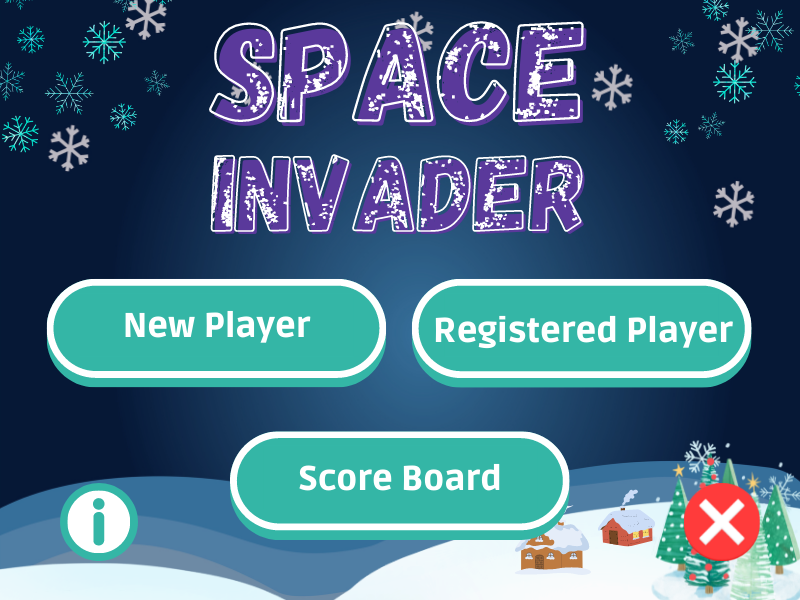 SPACE
INVADER
New Player
Registered Player
Score Board
i